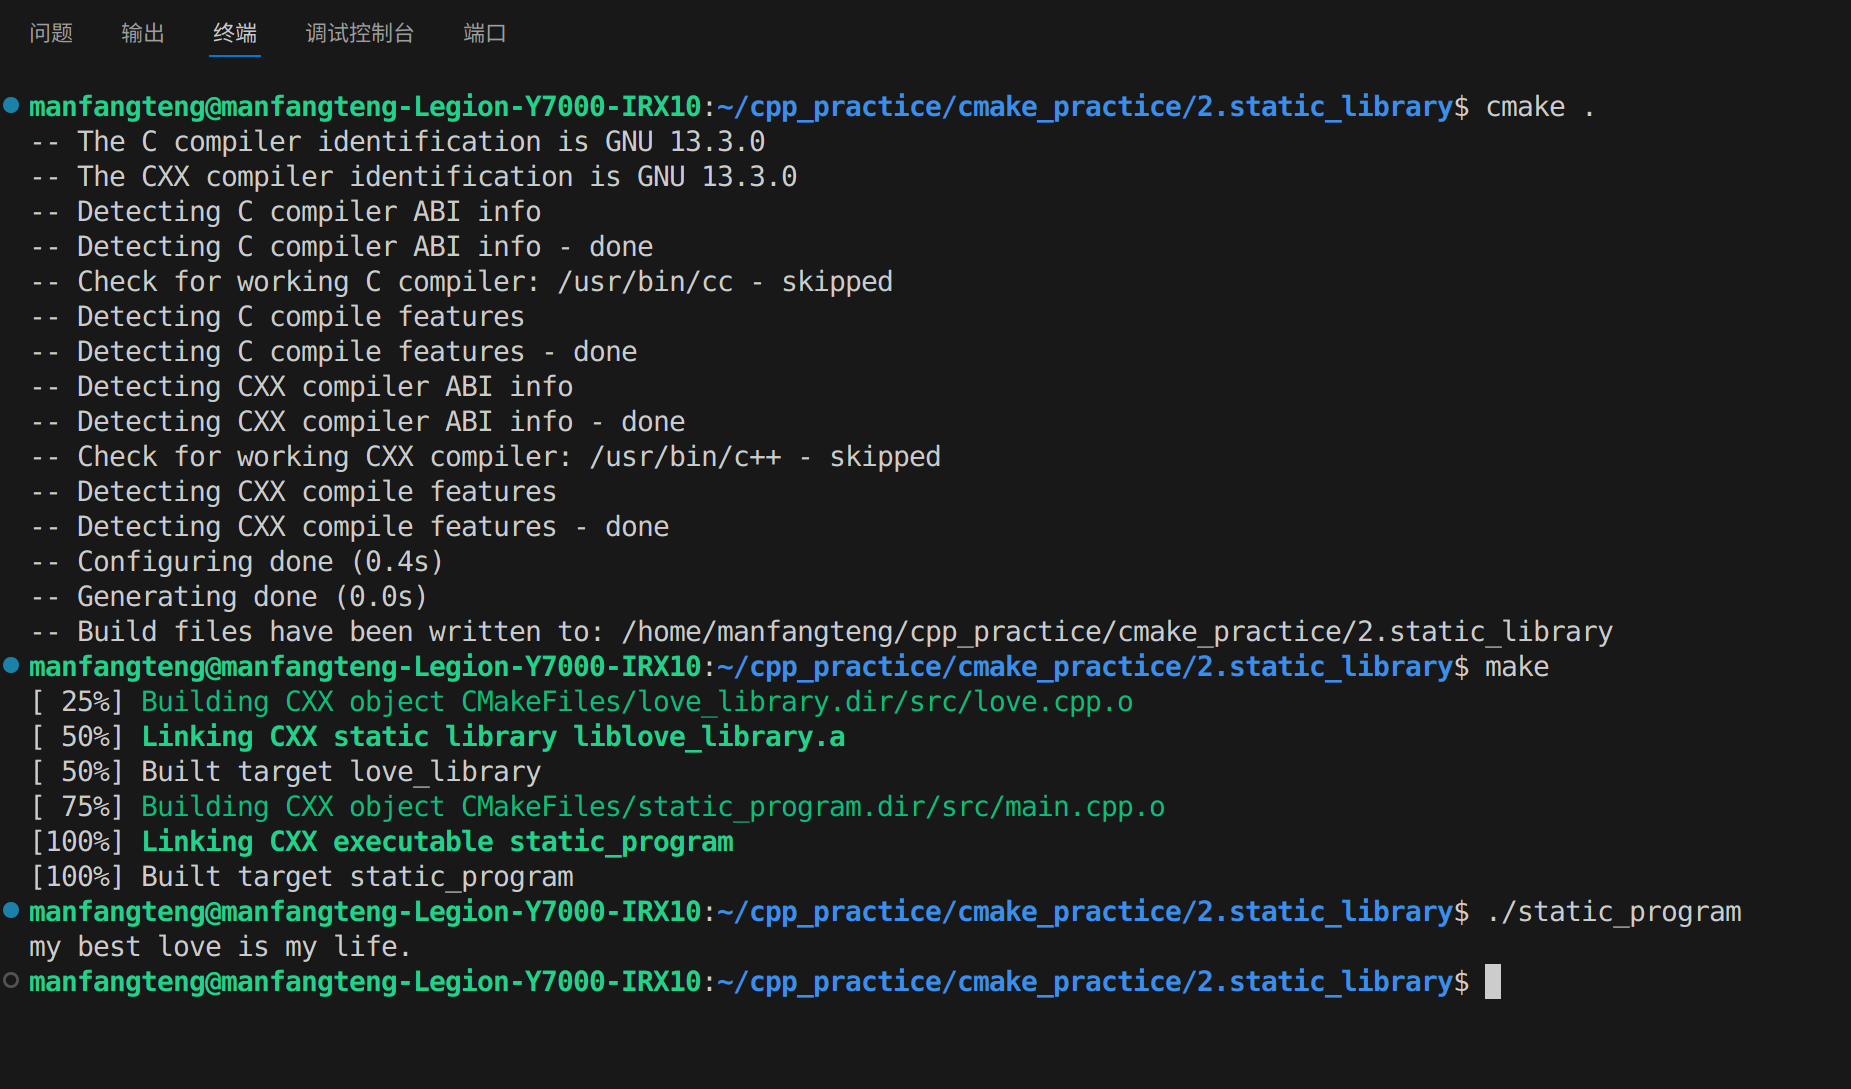 问题 输出 终端 调试控制台 端口
manfangteng@manfangteng-Legion-Y7000-IRX10:~/cpp_practice/cmake_practice/2.static_library$ cmake .
-- The C compiler identification is GNU 13.3.0
-- The CXX compiler identification is GNU 13.3.0
-- Detecting C compiler ABI info
-- Detecting C compiler ABI info - done
-- Check for working C compiler: /usr/bin/cc - skipped
-- Detecting C compile features
-- Detecting C compile features - done
-- Detecting CXX compiler ABI info
-- Detecting CXX compiler ABI info - done
-- Check for working CXX compiler: /usr/bin/c++ - skipped
-- Detecting CXX compile features
-- Detecting CXX compile features - done
-- Configuring done (0.4s)
-- Generating done (0.0s)
-- Build files have been written to: /home/manfangteng/cpp_practice/cmake_practice/2.static_library
manfangteng@manfangteng-Legion-Y7000-IRX10:~/cpp_practice/cmake_practice/2.static_library$ make
[ 25%] Building CXX object CMakeFiles/love_library.dir/src/love.cpp.o
[ 50%] Linking CXX static library liblove_library.a
[ 50%] Built target love_library
[ 75%] Building CXX object CMakeFiles/static_program.dir/src/main.cpp.o
[100%] Linking CXX executable static_program
[100%] Built target static_program
manfangteng@manfangteng-Legion-Y7000-IRX10:~/cpp_practice/cmake_practice/2.static_library$ ./static_program
my best love is my life.
manfangteng@manfangteng-Legion-Y7000-IRX10:~/cpp_practice/cmake_practice/2.static_library$